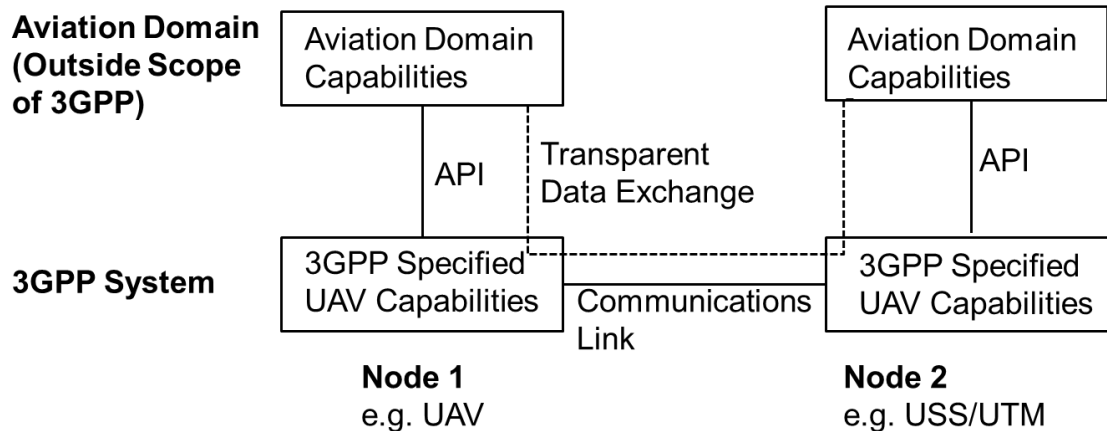 Aviation Domain
(Outside Scope
of 3GPP)
Aviation Domain
Capabilities
Aviation Domain
Capabilities
API
Transparent
Data Exchange
API
3GPP System
3GPP Specified
UAV Capabilities
Communications
Link
3GPP Specified
UAV Capabilities
Node 1
e.g. UAV
Node 2
e.g. USS/UTM